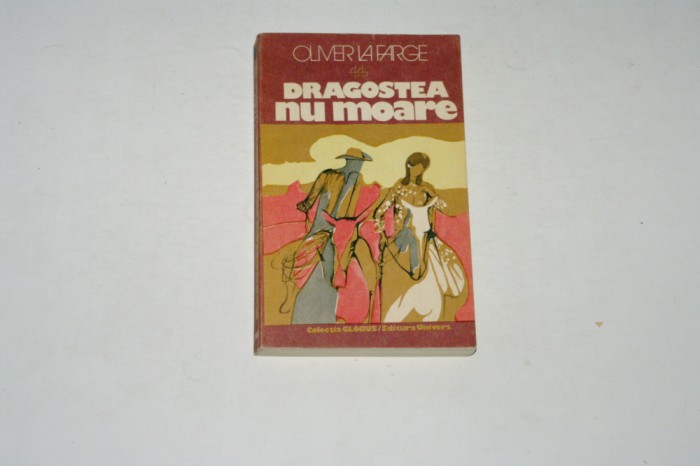 OLIVER LA FARGE
DRAGOSTEA
nu moare
Colecția GLOBUS/Editura Univers